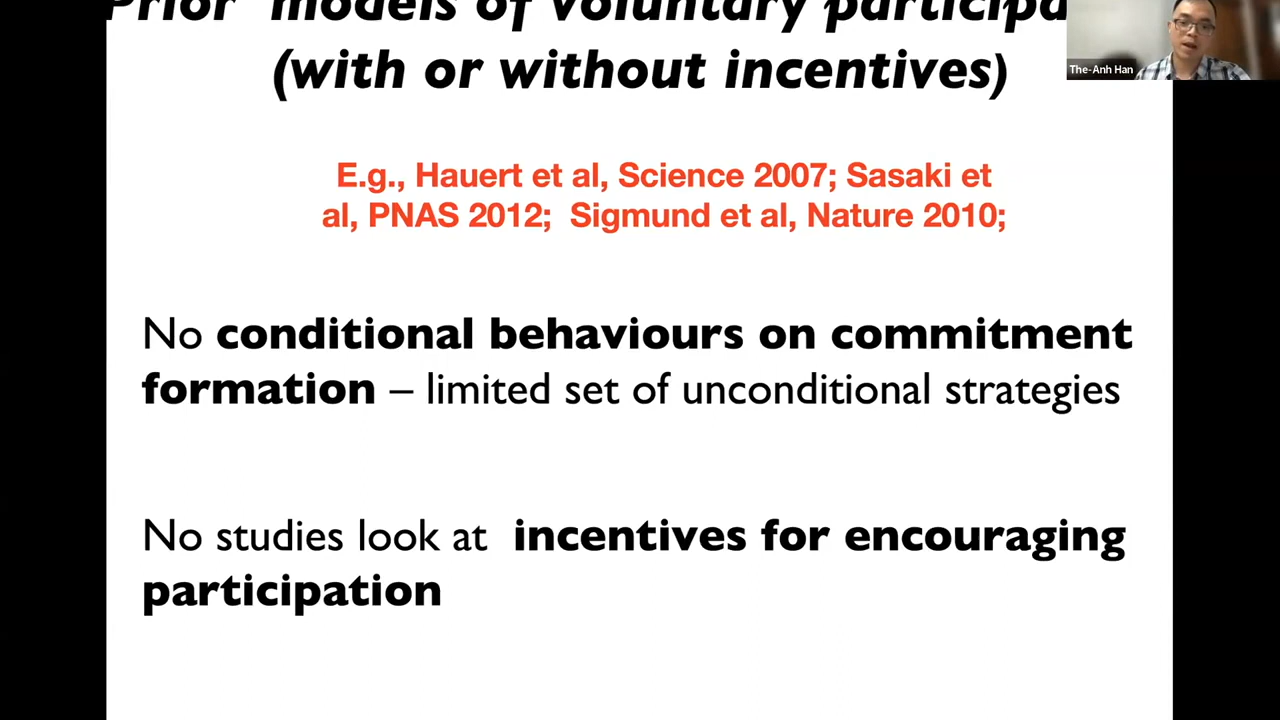 Prior models of voluntary participa
(with or without incentives)
The-Anh Han
E.g., Hauert et al, Science 2007; Sasaki et
al, PNAS 2012; Sigmund et al, Nature 2010;
No conditional behaviours on commitment
formation – limited set of unconditional strategies
No studies look at incentives for encouraging
participation